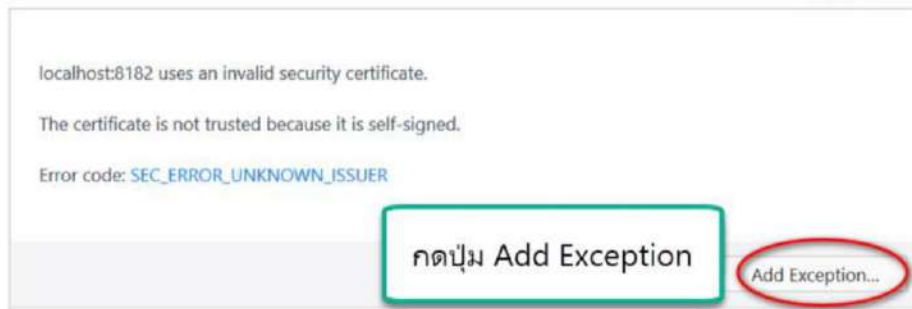 localhost:8182 uses an invalid security certificate.
The certificate is not trusted because it is self-signed.
Error code: SEC_ERROR_UNKNOWN_ISSUER
กดปุ่ม Add Exception
Add Exception...